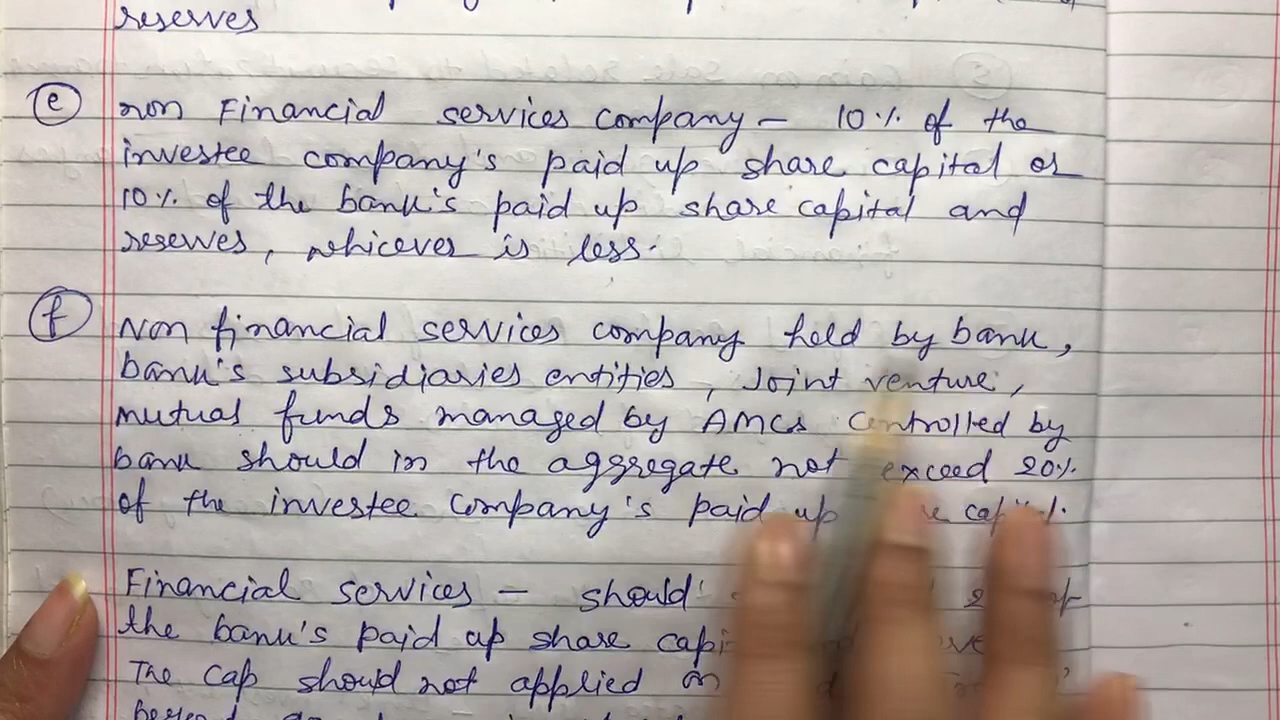 reserves
(e) non Financial services company - 10% of the
investee company's paid up share capital or
10% of the bank's paid up share capital and
reserves, whicever is less.
(f) Non financial services company held by bank,
bank's subsidiaries entities, Joint venture,
mutual funds managed by AMCs controlled by
bank should in the aggregate not exceed 20%
of the investee company's paid up
Financial services - should
the bank's paid up share
The cap should not applied